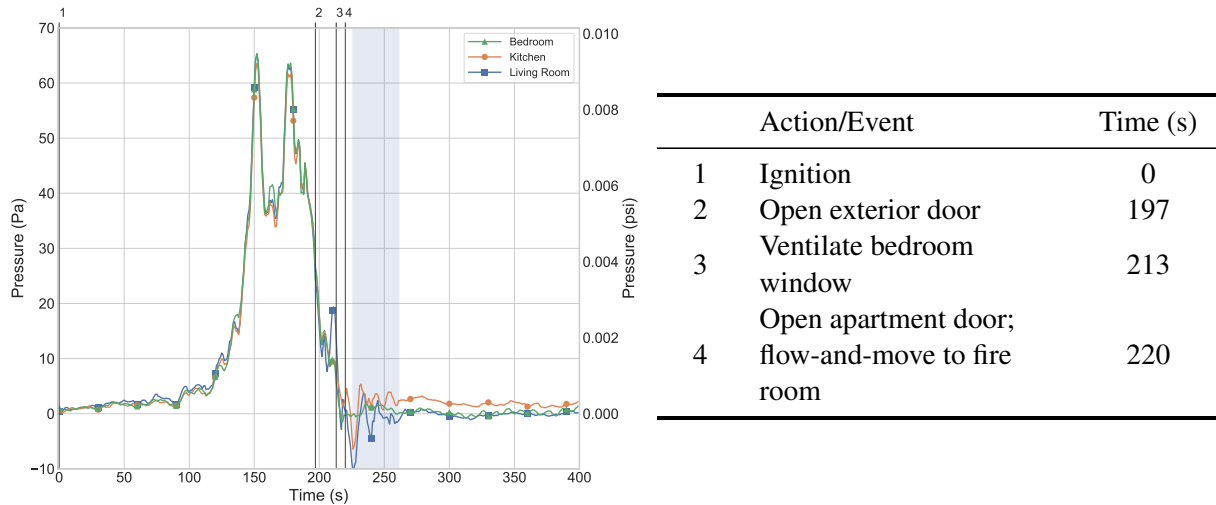 1 2 3 4
70
60
50
40
30
20
10
0
−10
Pressure (Pa)
0 50 100 150 200 250 300 350 400
Time (s)
0.010
0.008
0.006
0.004
0.002
0.000
Pressure (psi)
Bedroom
Kitchen
Living Room
Action/Event Time (s)
1 Ignition 0
2 Open exterior door 197
3 Ventilate bedroom
window 213
Open apartment door;
4 flow-and-move to fire 220
room